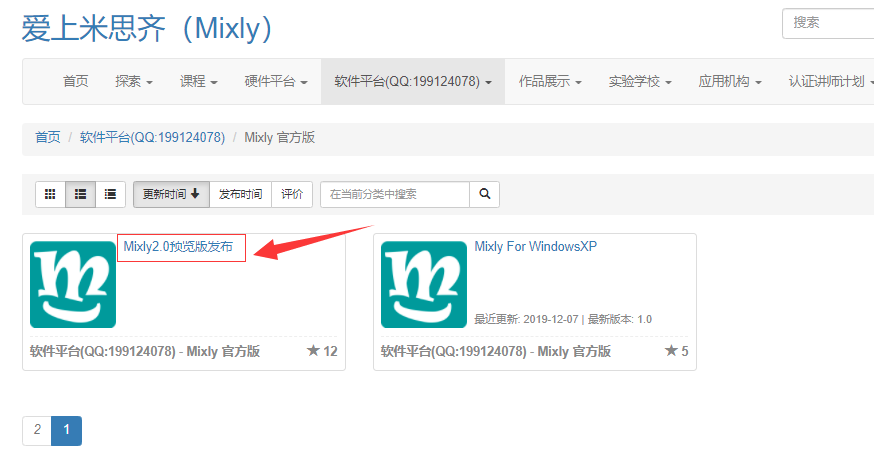 爱上米思齐（Mixly）
搜索
首页 探索 课程 硬件平台 软件平台(QQ:199124078) 作品展示 实验学校 应用机构 认证讲师计划
首页 / 软件平台(QQ:199124078) / Mixly 官方版
更新时间 发布时间 评价 在当前分类中搜索
Mixly2.0预览版发布
软件平台(QQ:199124078) - Mixly 官方版 ★ 12
Mixly For WindowsXP
最近更新: 2019-12-07 | 最新版本: 1.0
软件平台(QQ:199124078) - Mixly 官方版 ★ 5
2 1